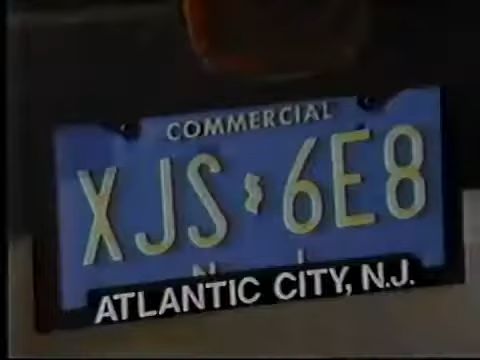 COMMERCIAL
XJS 6E8
ATLANTIC CITY, N.J.